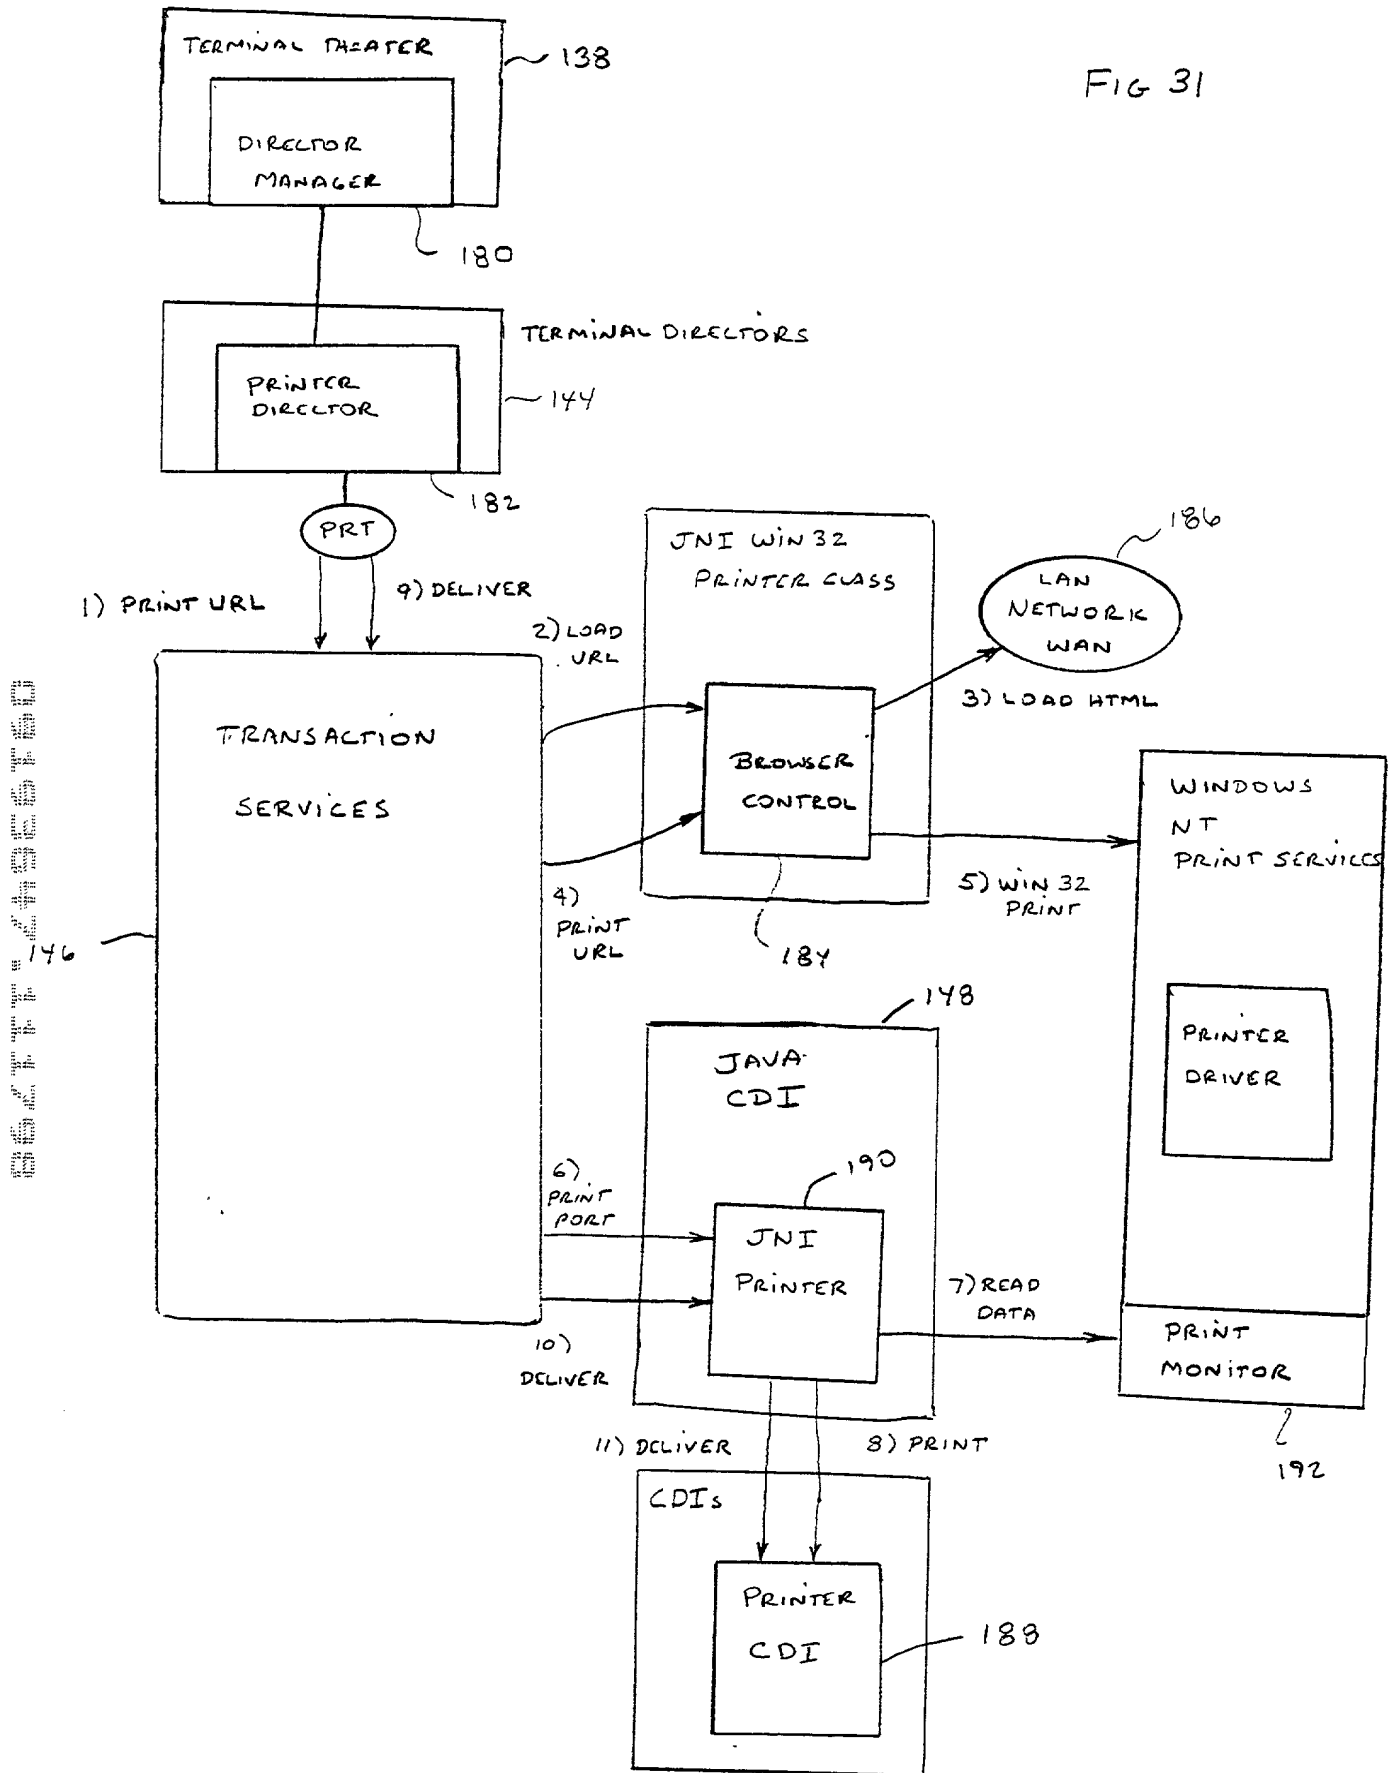 FIG 31
TERMINAL THEATER
138
DIRECTOR
MANAGER
180
TERMINAL DIRECTORS
PRINTER
DIRECTOR
144
182
PRT
1) PRINT URL
9) DELIVER
TRANSACTION
SERVICES
146
2) LOAD
URL
JNI WIN 32
PRINTER CLASS
BROWSER
CONTROL
184
186
LAN
NETWORK
WAN
3) LOAD HTML
4)
PRINT
URL
5) WIN 32
PRINT
WINDOWS
NT
PRINT SERVICES
PRINTER
DRIVER
148
JAVA
CDI
190
6)
PRINT
PORT
JNI
PRINTER
7) READ
DATA
PRINT
MONITOR
192
10)
DELIVER
11) DELIVER
8) PRINT
CDIs
PRINTER
CDI
188